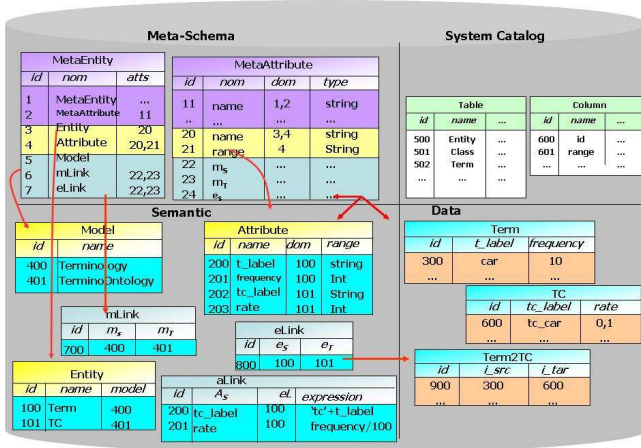 Meta-Schema
System Catalog
MetaEntity
id nom atts
1 MetaEntity ...
2 MetaAttribute 11
3 Entity 20
4 Attribute 20,21
5 Model
6 mLink 22,23
7 eLink 22,23
MetaAttribute
id nom dom type
11 name 1,2 string
.. ... ... ...
20 name 3,4 string
21 range 4 String
22 mS ... ...
23 mT ... ...
24 eS ... ...
Table
id name ...
500 Entity ...
501 Class ...
502 Term ...
... ... ...
Column
id name ...
600 id ...
601 range ...
... ...
Semantic
Data
Model
id name
400 Terminology
401 TerminoOntology
Attribute
id name dom range
200 t_label 100 string
201 frequency 100 Int
202 tc_label 101 String
203 rate 101 Int
Term
id t_label frequency
300 car 10
... ... ...
TC
id tc_label rate
600 tc_car 0,1
... ... ...
mLink
id mS mT
700 400 401
eLink
id eS eT
800 100 101
Term2TC
id i_src i_tar
900 300 600
... ... ...
Entity
id name model
100 Term 400
101 TC 401
aLink
id AS eL expression
200 tc_label 100 'tc'+t_label
201 rate 100 frequency/100